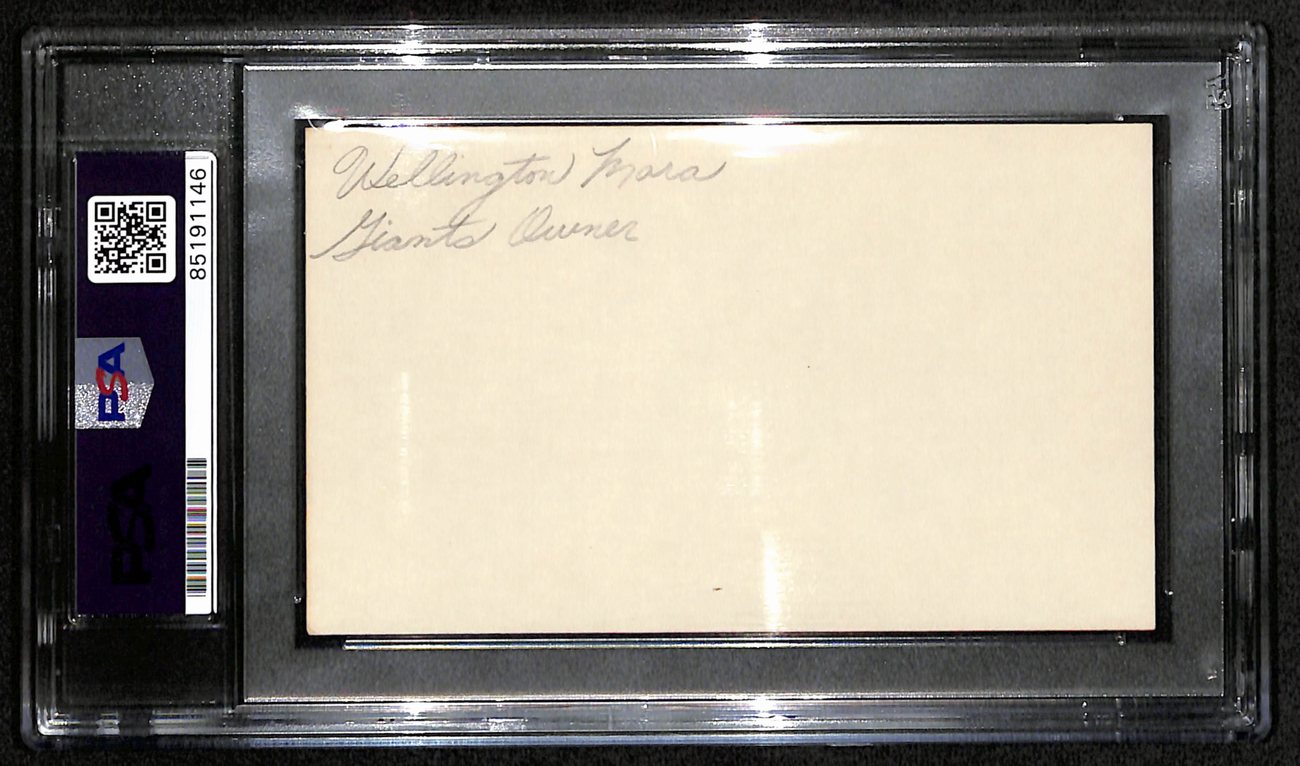 Wellington Mara
Giants Owner
85191146
PSA
PSA